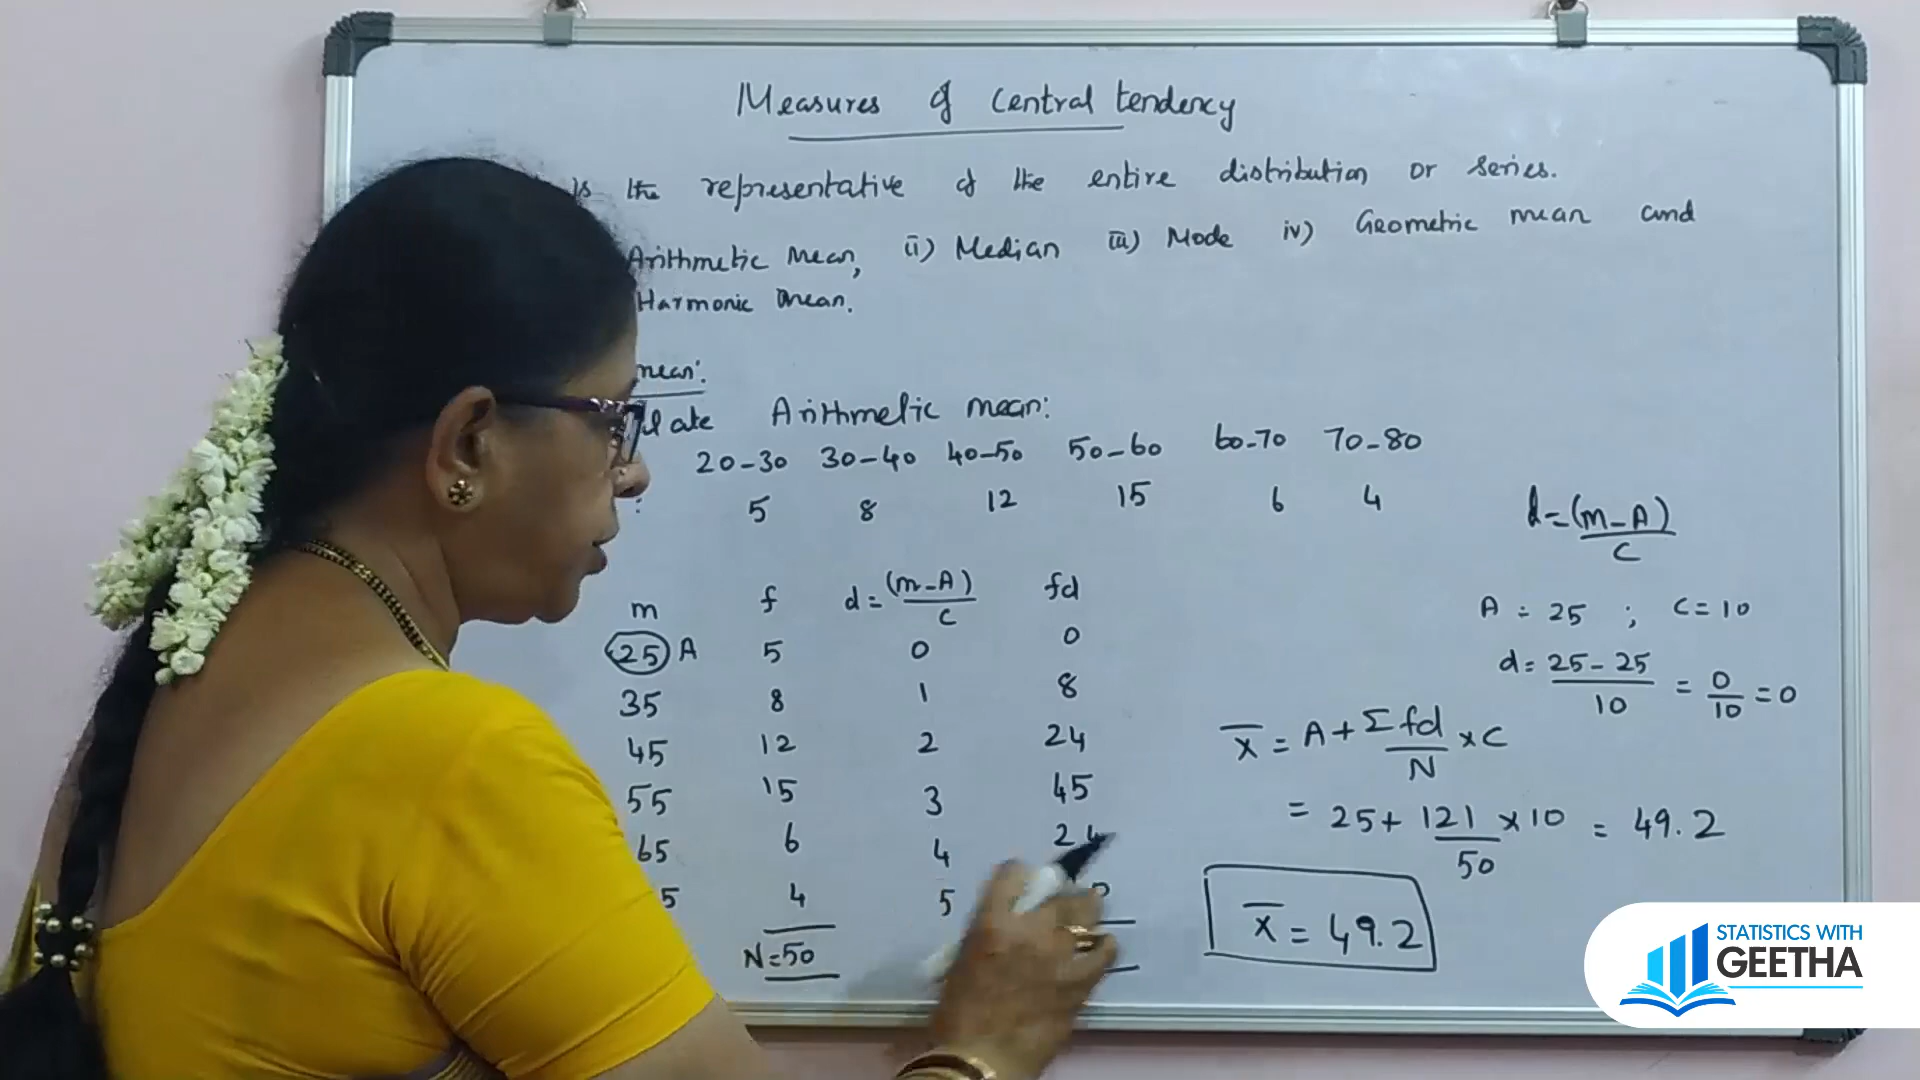 Measures of Central tendency
is the representative of the entire distribution or series.
Arithmetic Mean, ii) Median iii) Mode iv) Geometric mean and
Harmonic mean.
mean:
Arithmetic mean:
20-30 30-40 40-50 50-60 60-70 70-80
: 5 8 12 15 6 4
d=(m-A)/C
m f d=(m-A)/C fd
A = 25 ; C=10
25 A 5 0 0
d= 25-25/10 = 0/10 =0
35 8 1 8
45 12 2 24
x̄ = A+ Σfd/N ×C
55 15 3 45
= 25+ 121/50 ×10 = 49.2
65 6 4 24
5 4 5
N=50
x̄ = 49.2
STATISTICS WITH
GEETHA